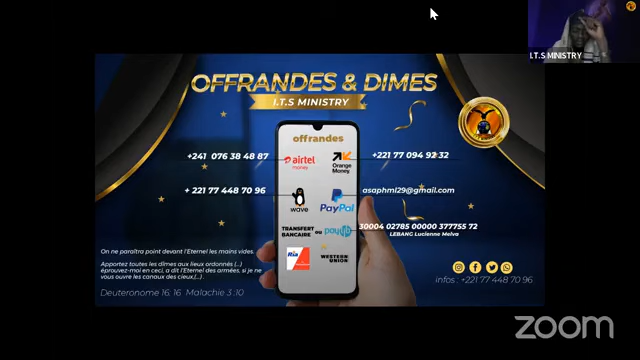 I.T.S MINISTRY
OFFRANDES & DIMES
I.T.S MINISTRY
offrandes
+241 076 38 48 87
airtel
money
Orange
Money
+221 77 094 92 32
+ 221 77 448 70 96
wave
PayPal
asaphml29@gmail.com
TRANSFERT
BANCAIRE
ou
30004 02785 00000 377755 72
LEBANG Lucienne Melva
Ria
WESTERN
UNION
On ne paraîtra point devant l'Eternel les mains vides.
Apportez toutes les dîmes aux lieux ordonnés (..)
éprouvez-moi en ceci, a dit l'Eternel des armées, si je ne
vous ouvre les canaux des cieux(..)
Deuteronome 16: 16 Malachie 3 :10
infos : +221 77 448 70 96
zoom